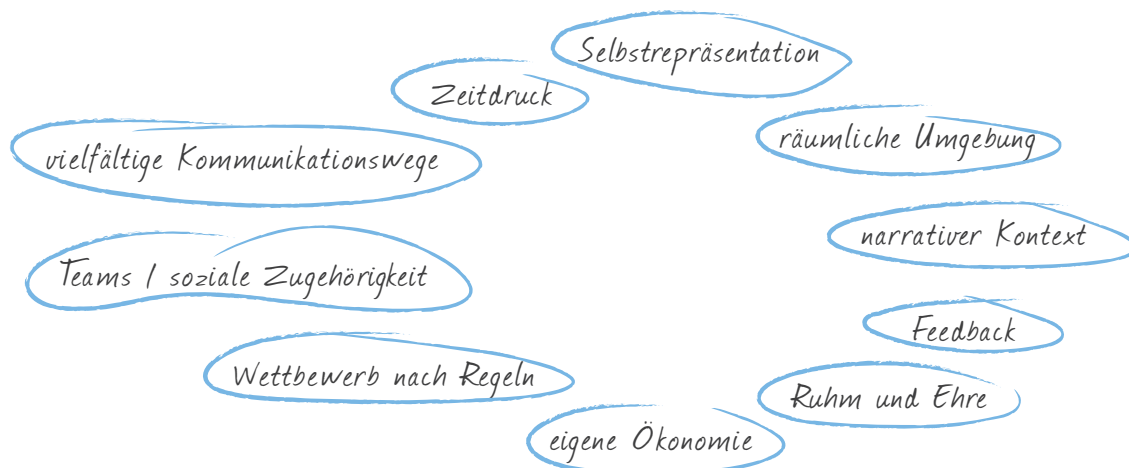 Selbstrepräsentation
Zeitdruck
räumliche Umgebung
vielfältige Kommunikationswege
narrativer Kontext
Teams / soziale Zugehörigkeit
Feedback
Wettbewerb nach Regeln
Ruhm und Ehre
eigene Ökonomie